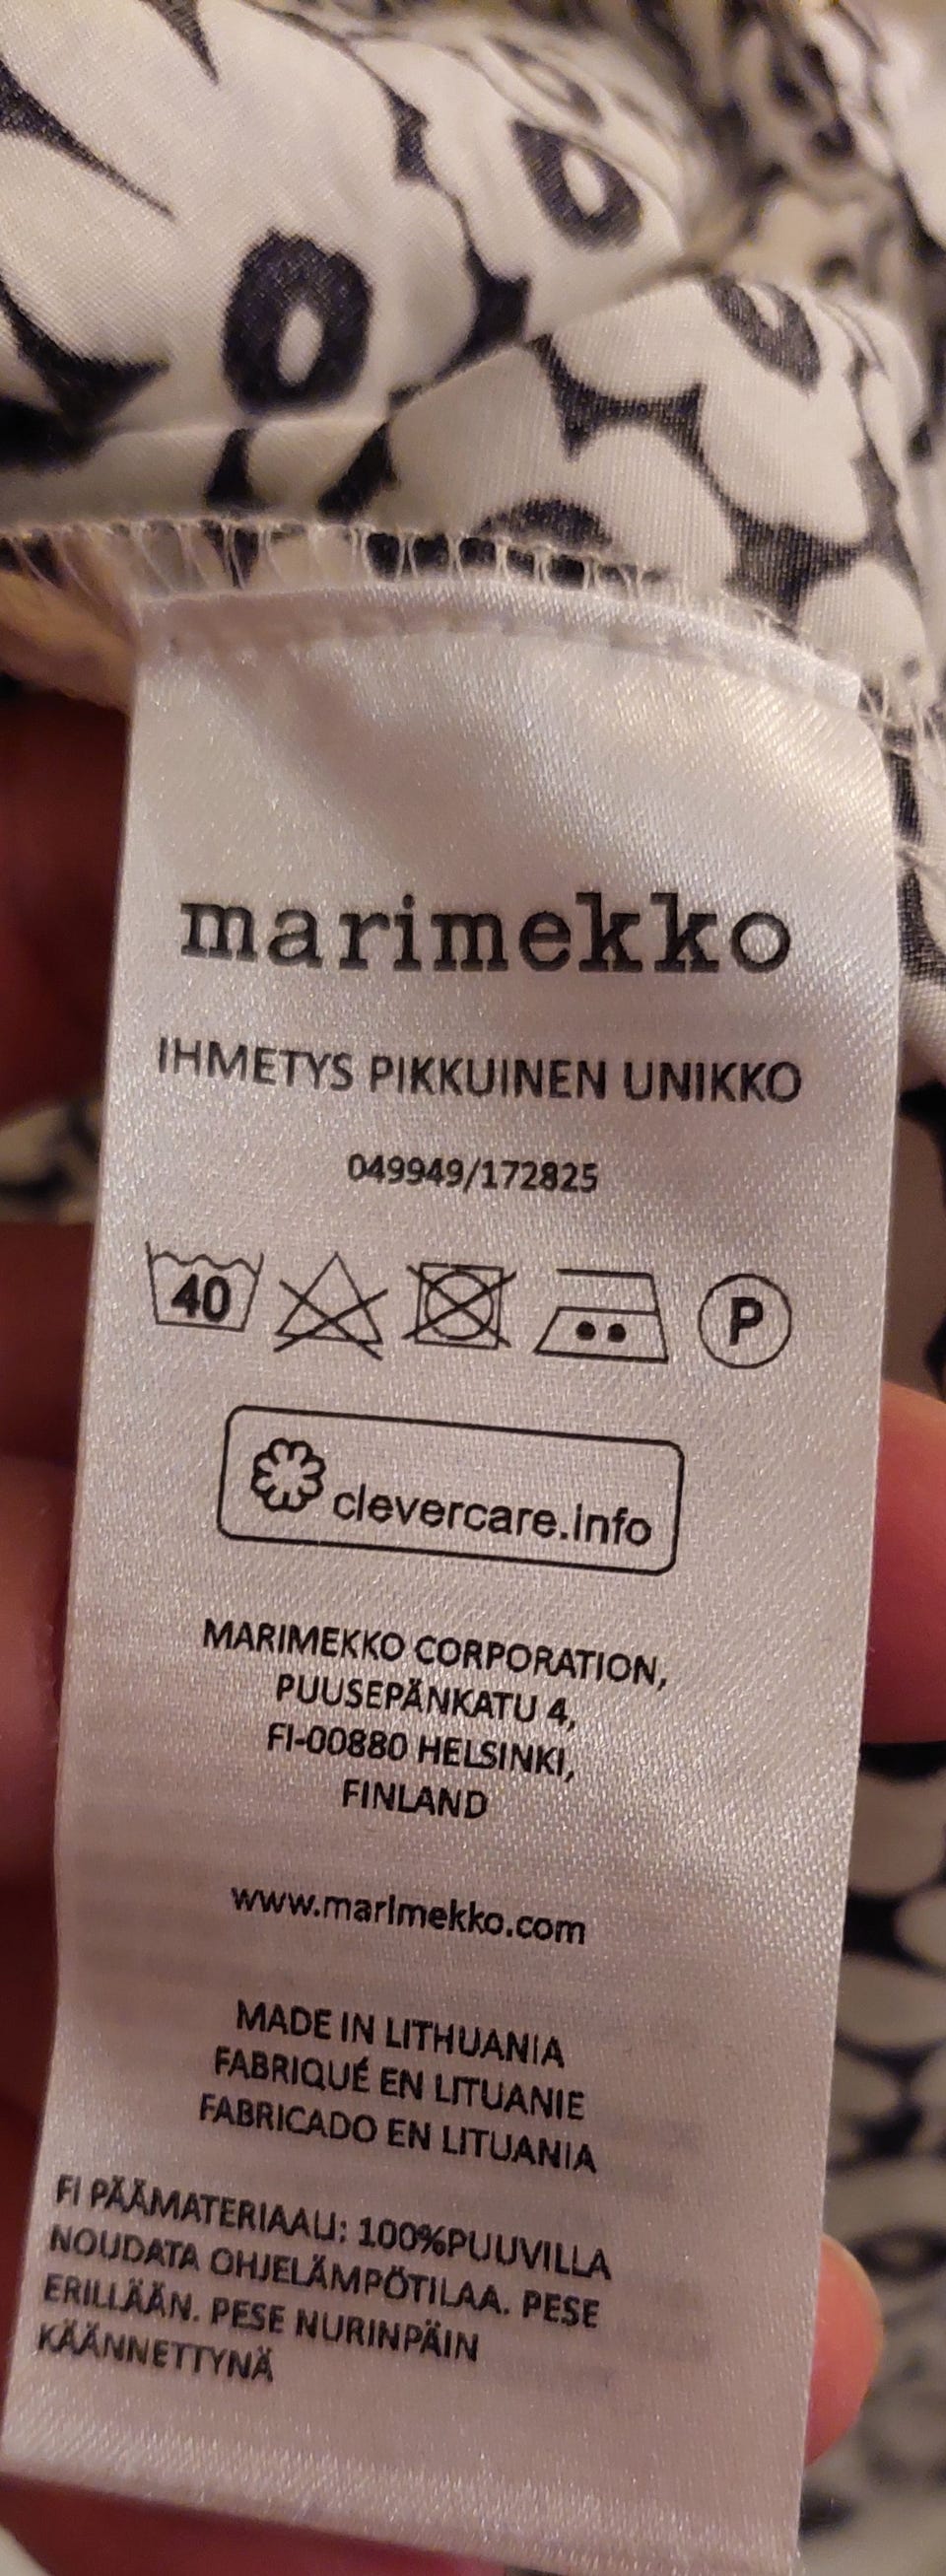 marimekko
IHMETYS PIKKUINEN UNIKKO
049949/172825
40 P
clevercare.info
MARIMEKKO CORPORATION,
PUUSEPÄNKATU 4,
FI-00880 HELSINKI,
FINLAND
www.marimekko.com
MADE IN LITHUANIA
FABRIQUÉ EN LITUANIE
FABRICADO EN LITUANIA
FI PÄÄMATERIAALI: 100%PUUVILLA
NOUDATA OHJELÄMPÖTILAA. PESE
ERILLÄÄN. PESE NURINPÄIN
KÄÄNNETTYNÄ